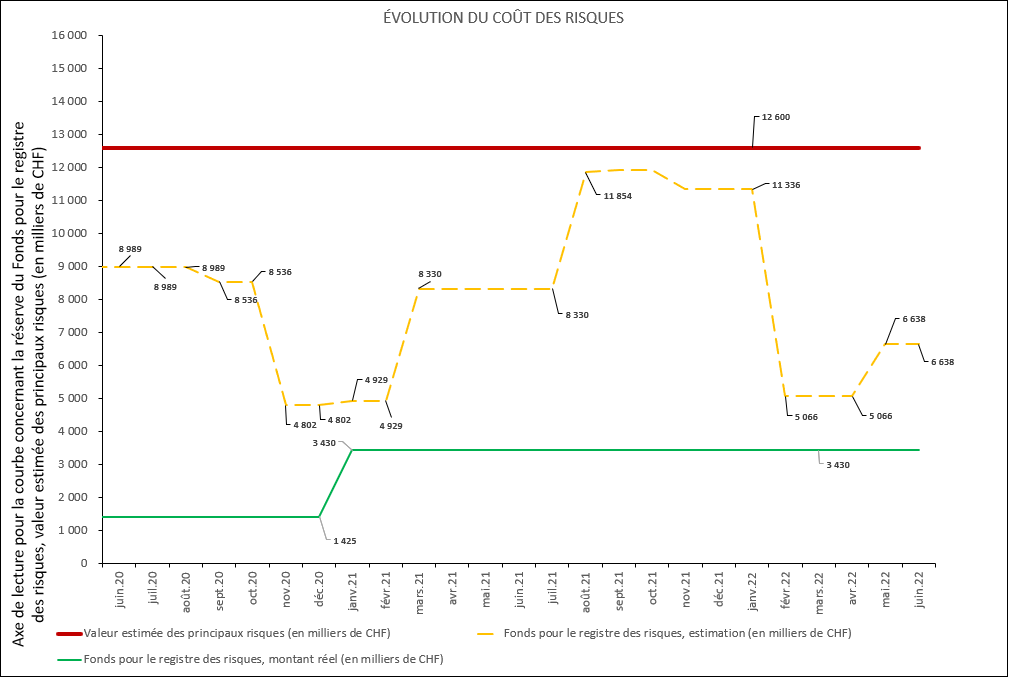 ÉVOLUTION DU COÛT DES RISQUES
Axe de lecture pour la courbe concernant la réserve du Fonds pour le registre
des risques, valeur estimée des principaux risques (en milliers de CHF)
16 000
15 000
14 000
13 000
12 000
11 000
10 000
9 000
8 000
7 000
6 000
5 000
4 000
3 000
2 000
1 000
0
12 600
8 989
8 989
8 989
8 536
8 536
4 802
4 802
4 929
4 929
8 330
8 330
11 854
11 336
5 066
5 066
6 638
6 638
1 425
3 430
3 430
juin.20
juil.20
août.20
sept.20
oct.20
nov.20
déc.20
janv.21
févr.21
mars.21
avr.21
mai.21
juin.21
juil.21
août.21
sept.21
oct.21
nov.21
déc.21
janv.22
févr.22
mars.22
avr.22
mai.22
juin.22
Valeur estimée des principaux risques (en milliers de CHF)
Fonds pour le registre des risques, estimation (en milliers de CHF)
Fonds pour le registre des risques, montant réel (en milliers de CHF)